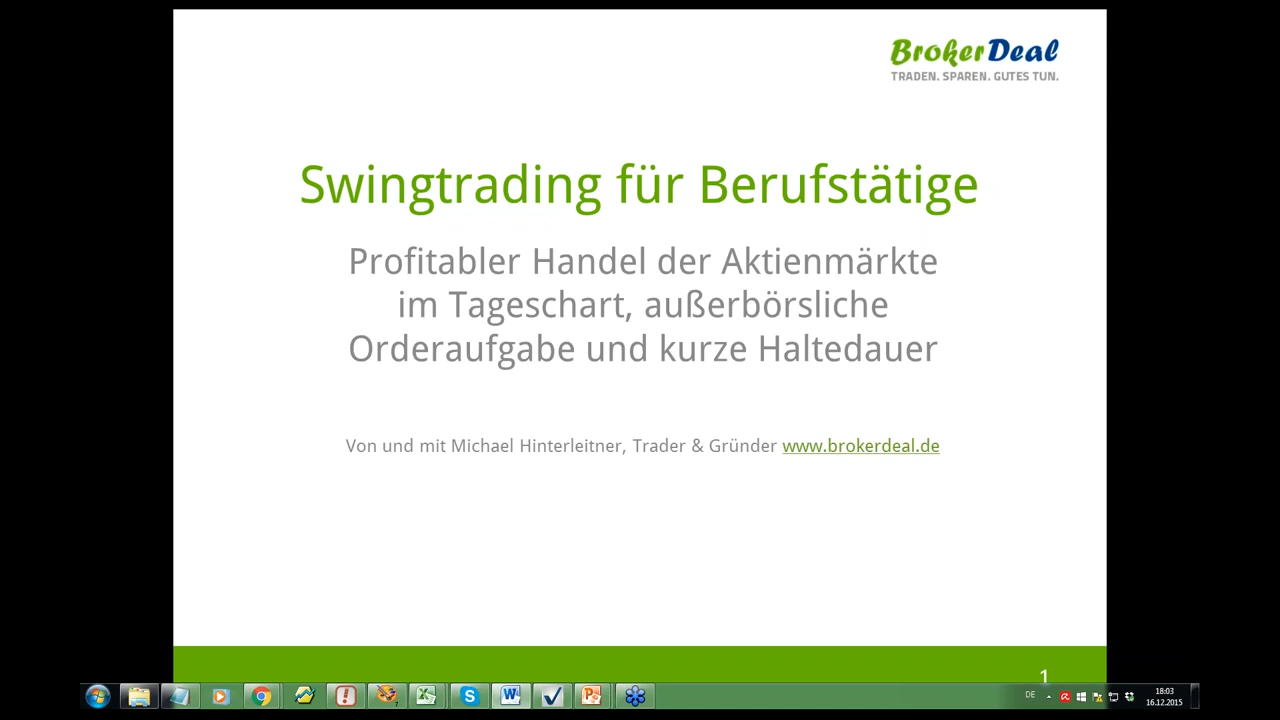 BrokerDeal
TRADEN. SPAREN. GUTES TUN.
Swingtrading für Berufstätige
Profitabler Handel der Aktienmärkte
im Tageschart, außerbörsliche
Orderaufgabe und kurze Haltedauer
Von und mit Michael Hinterleitner, Trader & Gründer www.brokerdeal.de
1
DE
18:03
16.12.2015